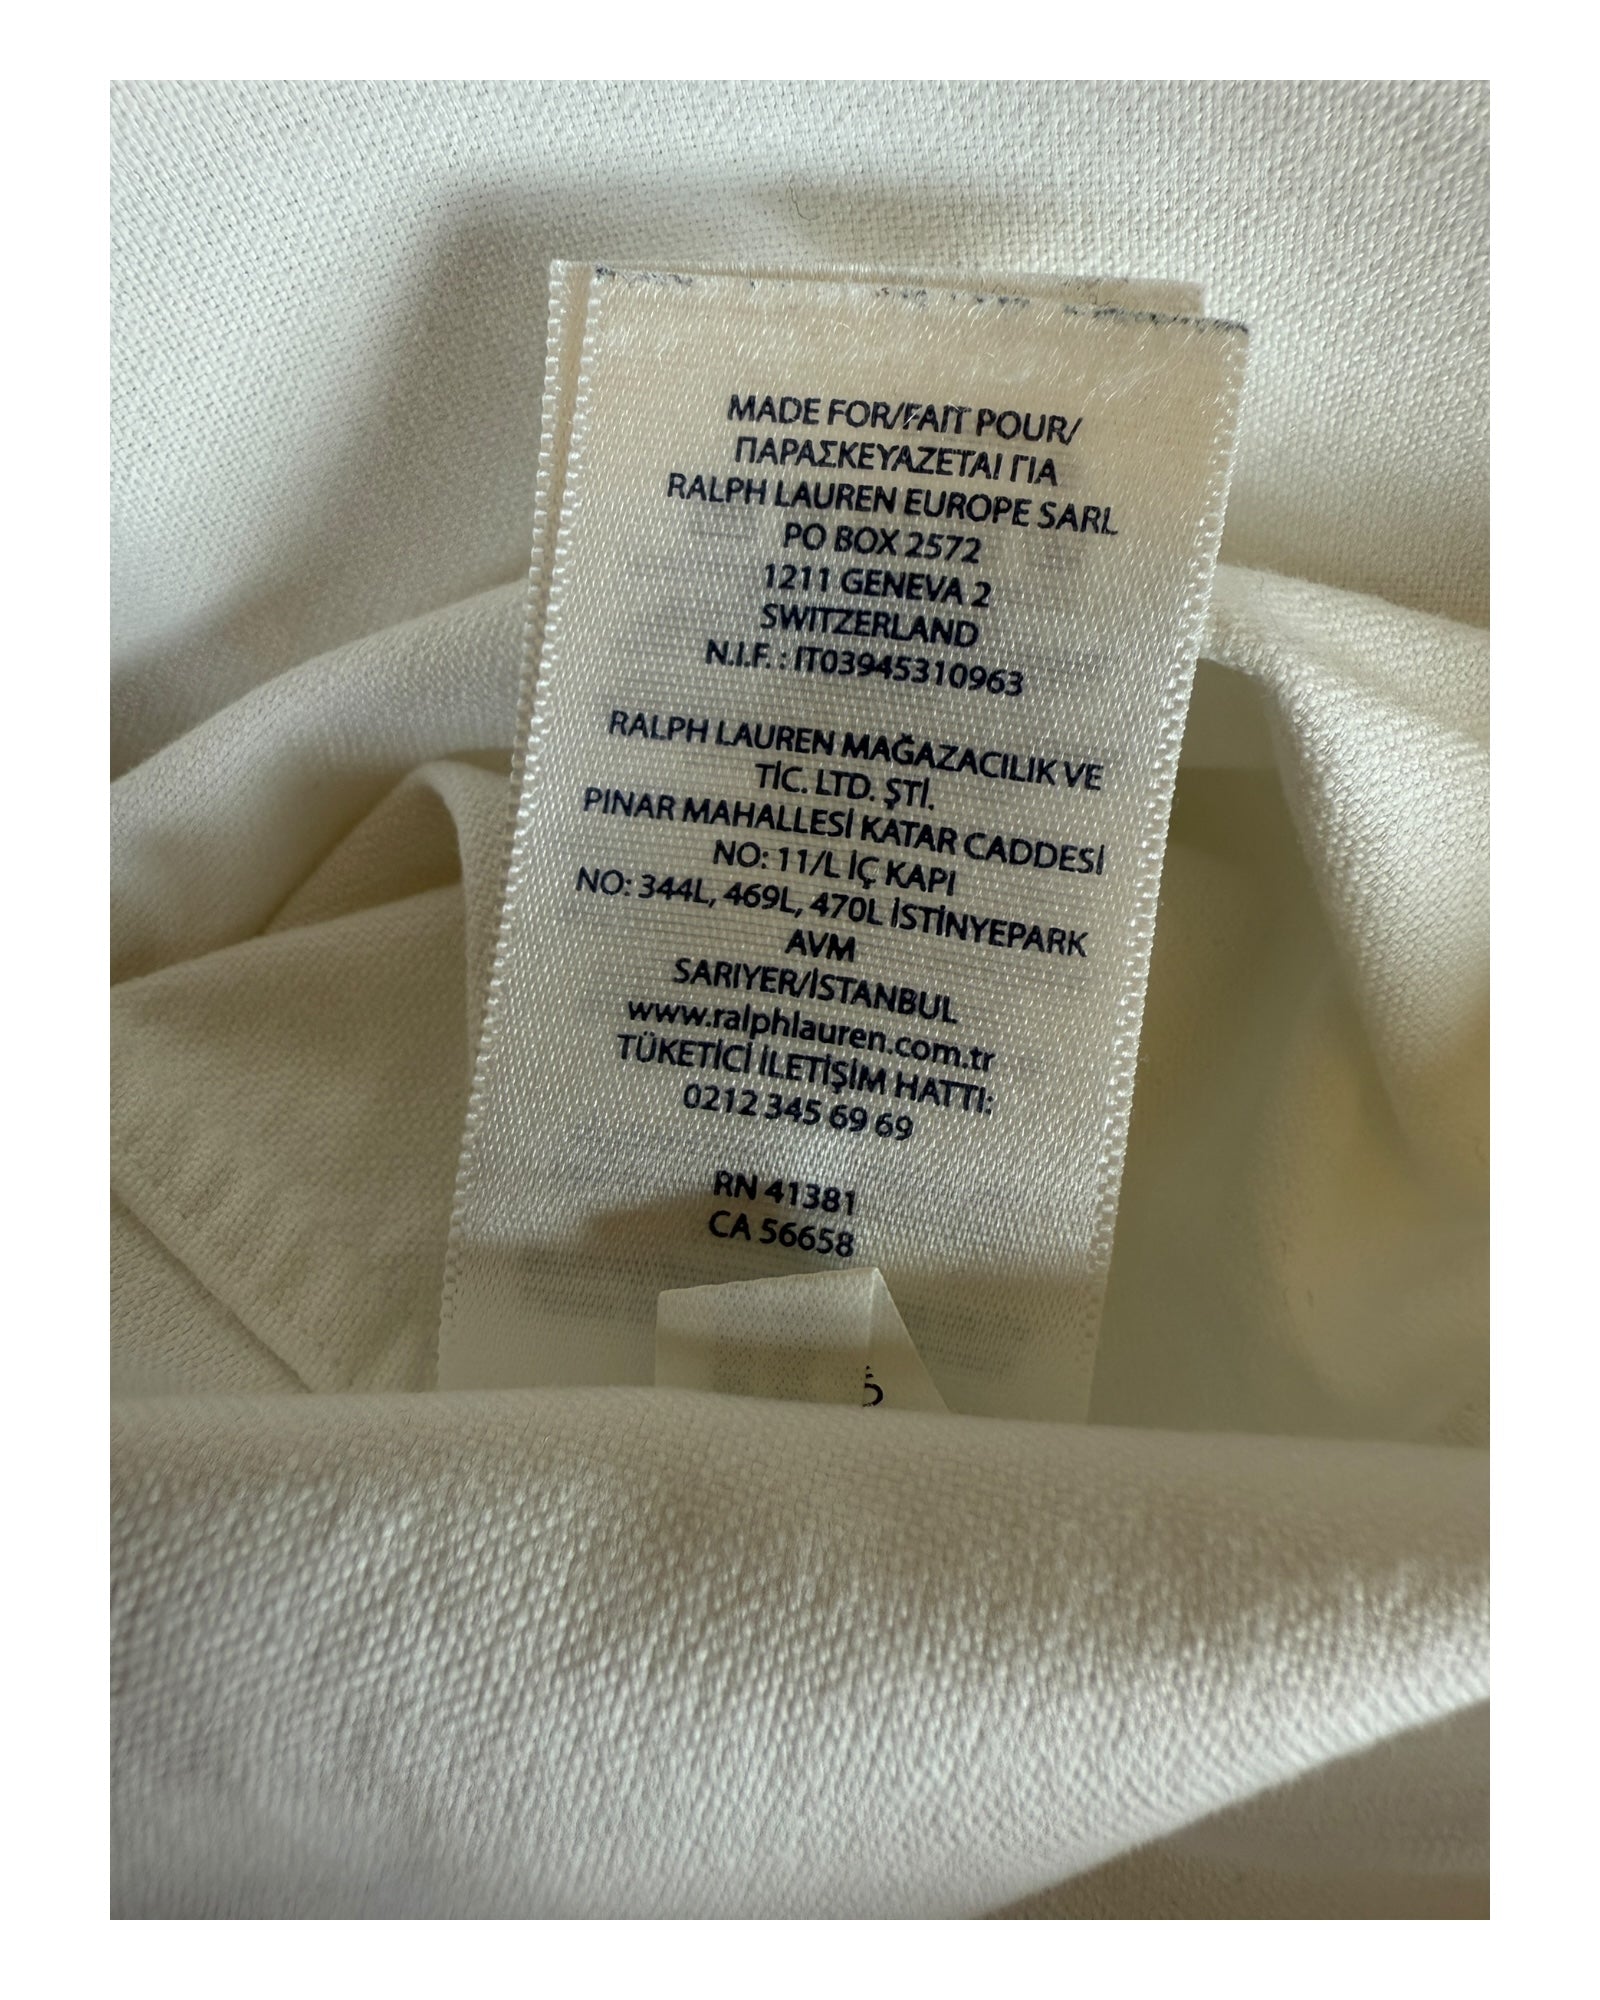 MADE FOR/FAIT POUR/
ΠΑΡΑΣΚΕΥΑΖΕΤΑΙ ΓΙΑ
RALPH LAUREN EUROPE SARL
PO BOX 2572
1211 GENEVA 2
SWITZERLAND
N.I.F. : IT03945310963
RALPH LAUREN MAĞAZACILIK VE
TİC. LTD. ŞTİ.
PINAR MAHALLESİ KATAR CADDESİ
NO: 11/L İÇ KAPI
NO: 344L, 469L, 470L İSTİNYEPARK
AVM
SARIYER/İSTANBUL
www.ralphlauren.com.tr
TÜKETİCİ İLETİŞİM HATTI:
0212 345 69 69
RN 41381
CA 56658